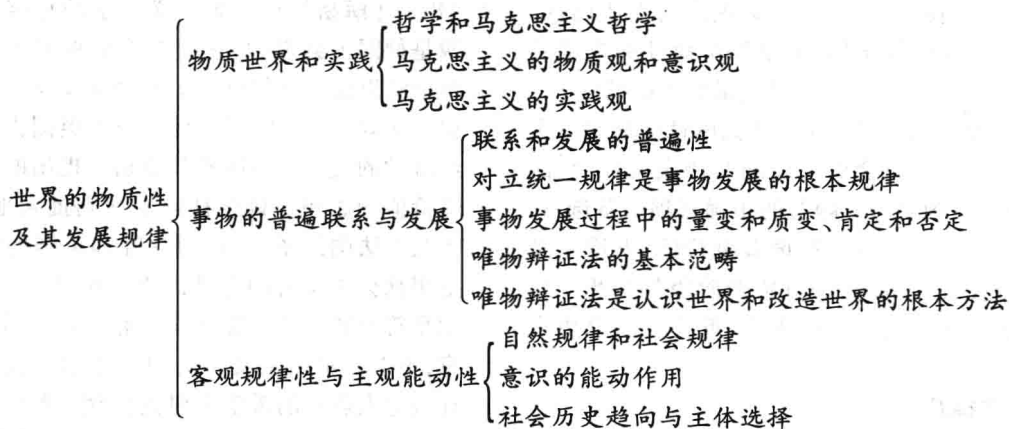 哲学和马克思主义哲学
物质世界和实践
马克思主义的物质观和意识观
马克思主义的实践观
联系和发展的普遍性
对立统一规律是事物发展的根本规律
世界的物质性
及其发展规律
事物的普遍联系与发展
事物发展过程中的量变和质变、肯定和否定
唯物辩证法的基本范畴
唯物辩证法是认识世界和改造世界的根本方法
自然规律和社会规律
客观规律性与主观能动性
意识的能动作用
社会历史趋向与主体选择